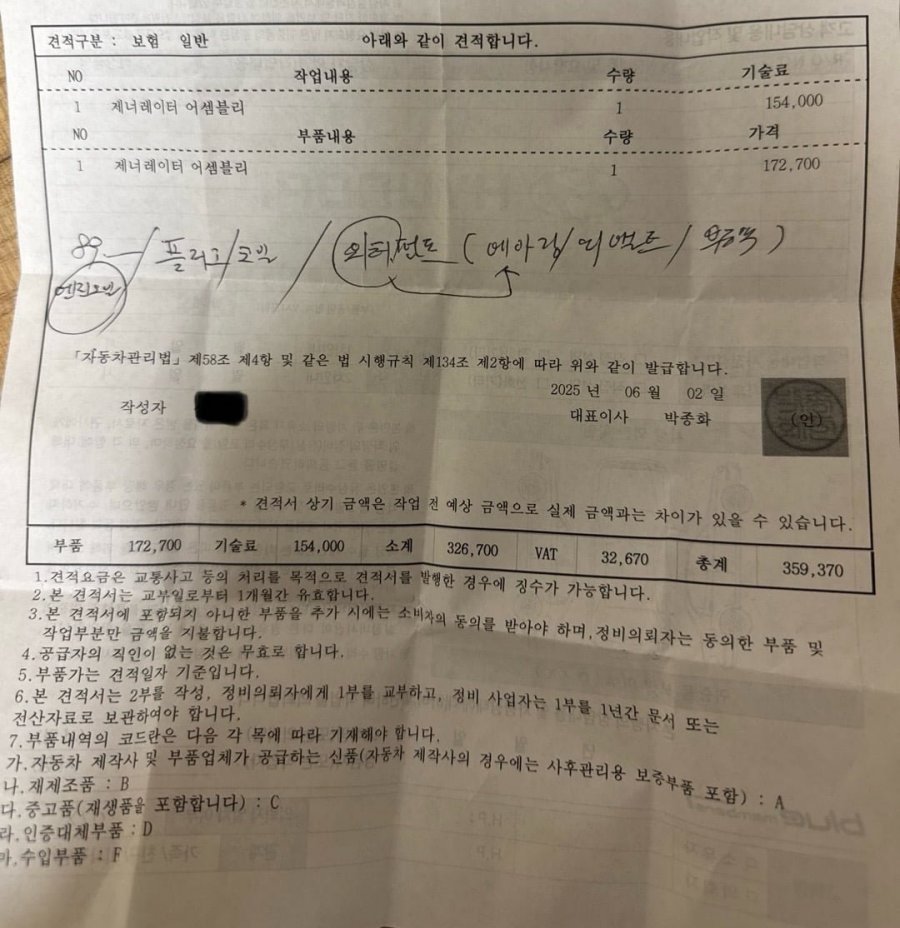 견적구분 : 보험 일반 아래와 같이 견적합니다.
NO 작업내용 수량 기술료
1 제너레이터 어셈블리 1 154,000
NO 부품내용 수량 가격
1 제너레이터 어셈블리 1 172,700
89. / 풀리 / 코일 / 외허 펜도 ( 베아링 / 띠 벨트 / )
엔진오일
「자동차관리법」 제58조 제4항 및 같은 법 시행규칙 제134조 제2항에 따라 위와 같이 발급합니다.
2025 년 06 월 02 일
작성자 대표이사 박종화 (인)
* 견적서 상기 금액은 작업 전 예상 금액으로 실제 금액과는 차이가 있을 수 있습니다.
부품 172,700 기술료 154,000 소계 326,700 VAT 32,670 총계 359,370
1.견적요금은 교통사고 등의 처리를 목적으로 견적서를 발행한 경우에 징수가 가능합니다.
2.본 견적서는 교부일로부터 1개월간 유효합니다.
3.본 견적서에 포함되지 아니한 부품을 추가 시에는 소비자의 동의를 받아야 하며,정비의뢰자는 동의한 부품 및
작업부분만 금액을 지불합니다.
4.공급자의 직인이 없는 것은 무효로 합니다.
5.부품가는 견적일자 기준입니다.
6.본 견적서는 2부를 작성, 정비의뢰자에게 1부를 교부하고, 정비 사업자는 1부를 1년간 문서 또는
전산자료로 보관하여야 합니다.
7.부품내역의 코드란은 다음 각 목에 따라 기재해야 합니다.
가.자동차 제작사 및 부품업체가 공급하는 신품(자동차 제작사의 경우에는 사후관리용 보증부품 포함) : A
나.재제조품 : B
다.중고품(재생품을 포함합니다) : C
라.인증대체부품 : D
마.수입부품 : F